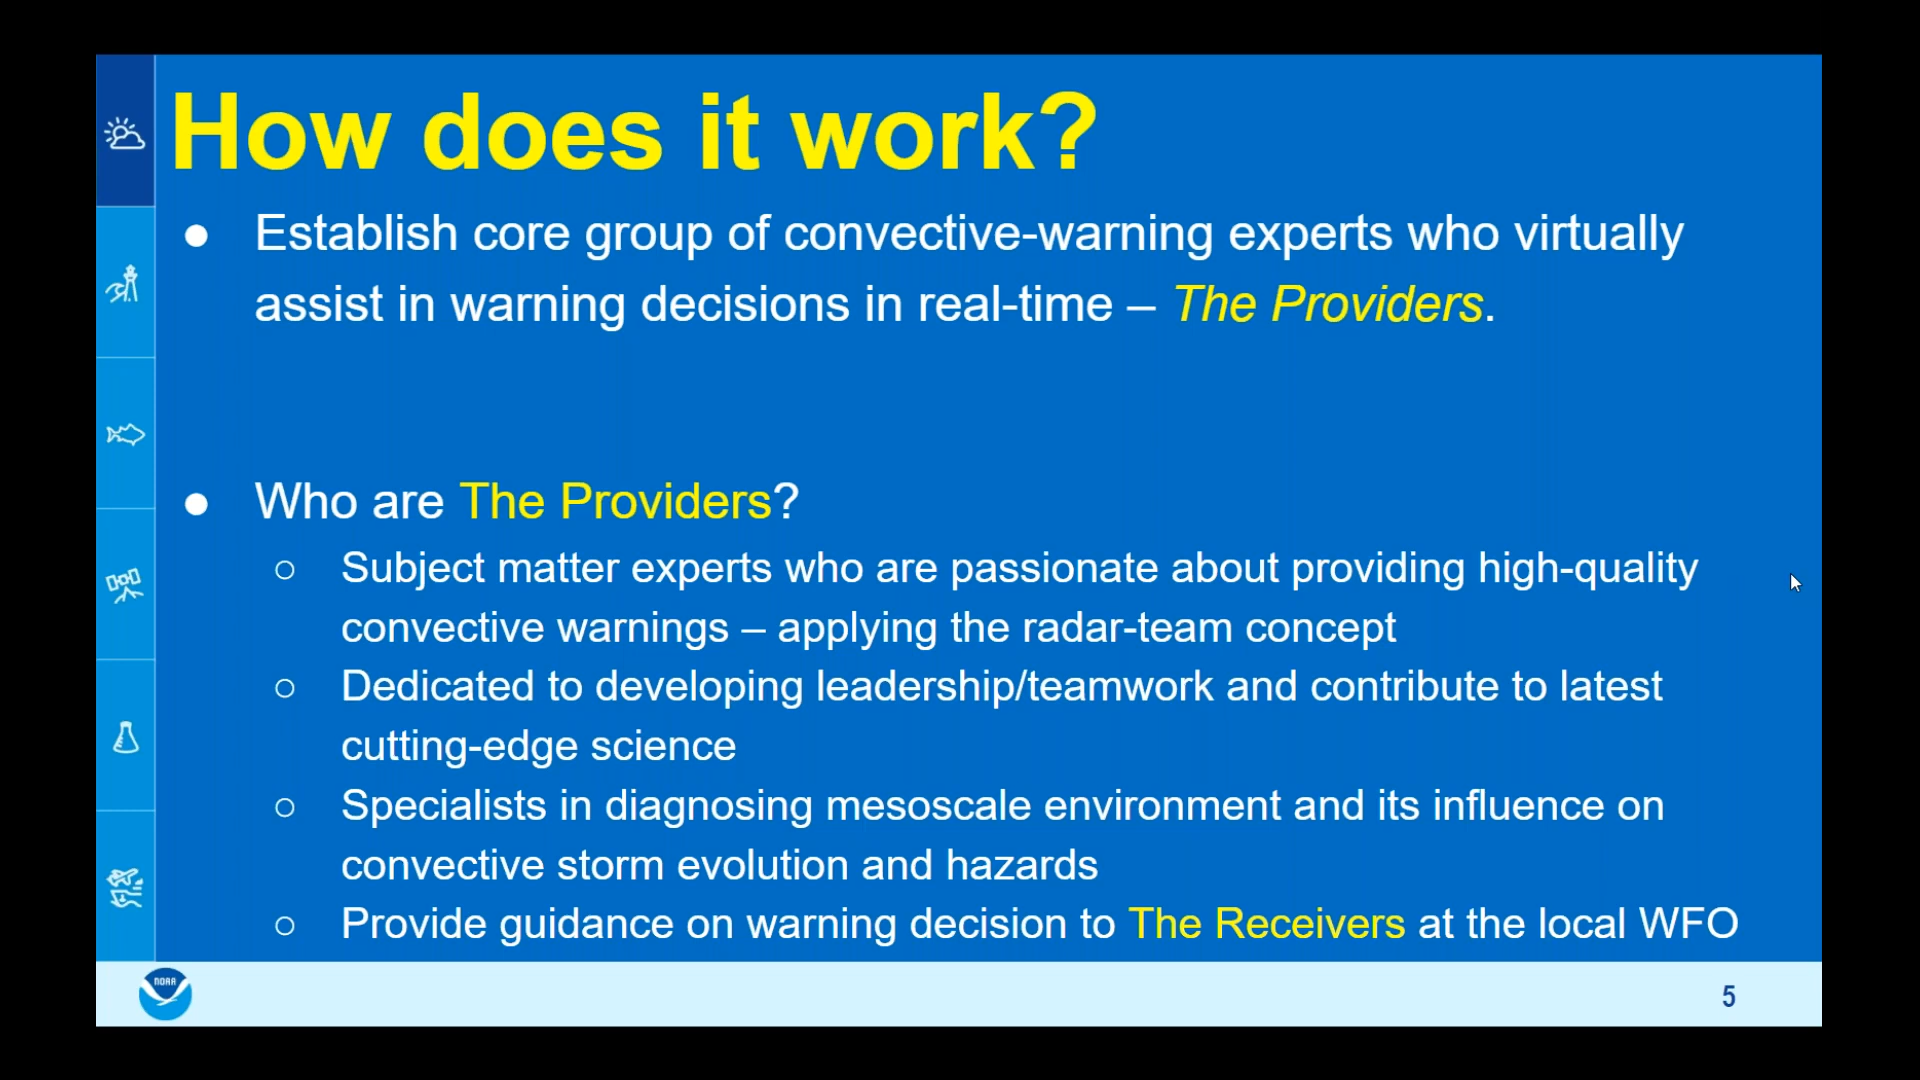 How does it work?
● Establish core group of convective-warning experts who virtually
assist in warning decisions in real-time – The Providers.
● Who are The Providers?
○ Subject matter experts who are passionate about providing high-quality
convective warnings – applying the radar-team concept
○ Dedicated to developing leadership/teamwork and contribute to latest
cutting-edge science
○ Specialists in diagnosing mesoscale environment and its influence on
convective storm evolution and hazards
○ Provide guidance on warning decision to The Receivers at the local WFO
NOAA
5